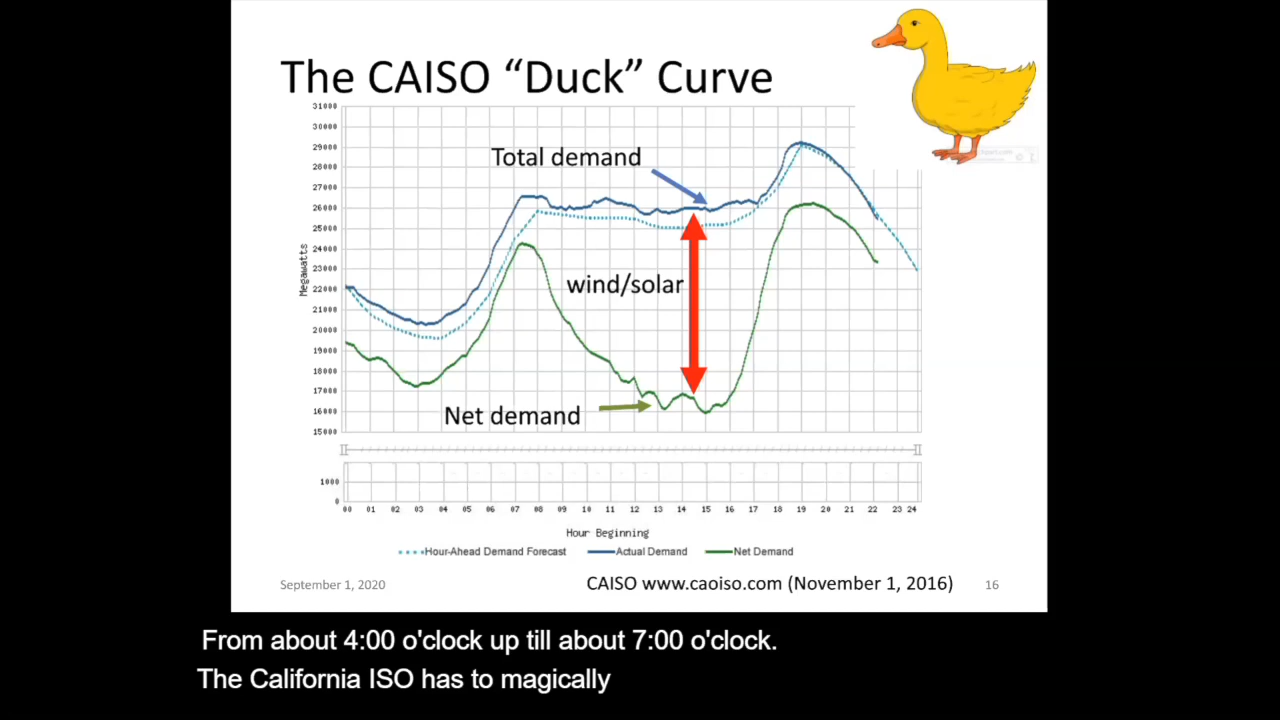 The CAISO “Duck” Curve
31000
30000
29000
28000
27000
26000
25000
24000
23000
22000
21000
20000
19000
18000
17000
16000
15000
Megawatts
Total demand
wind/solar
Net demand
1000
0
00 01 02 03 04 05 06 07 08 09 10 11 12 13 14 15 16 17 18 19 20 21 22 23 24
Hour Beginning
Hour-Ahead Demand Forecast Actual Demand Net Demand
September 1, 2020 CAISO www.caoiso.com (November 1, 2016) 16
From about 4:00 o'clock up till about 7:00 o'clock.
The California ISO has to magically